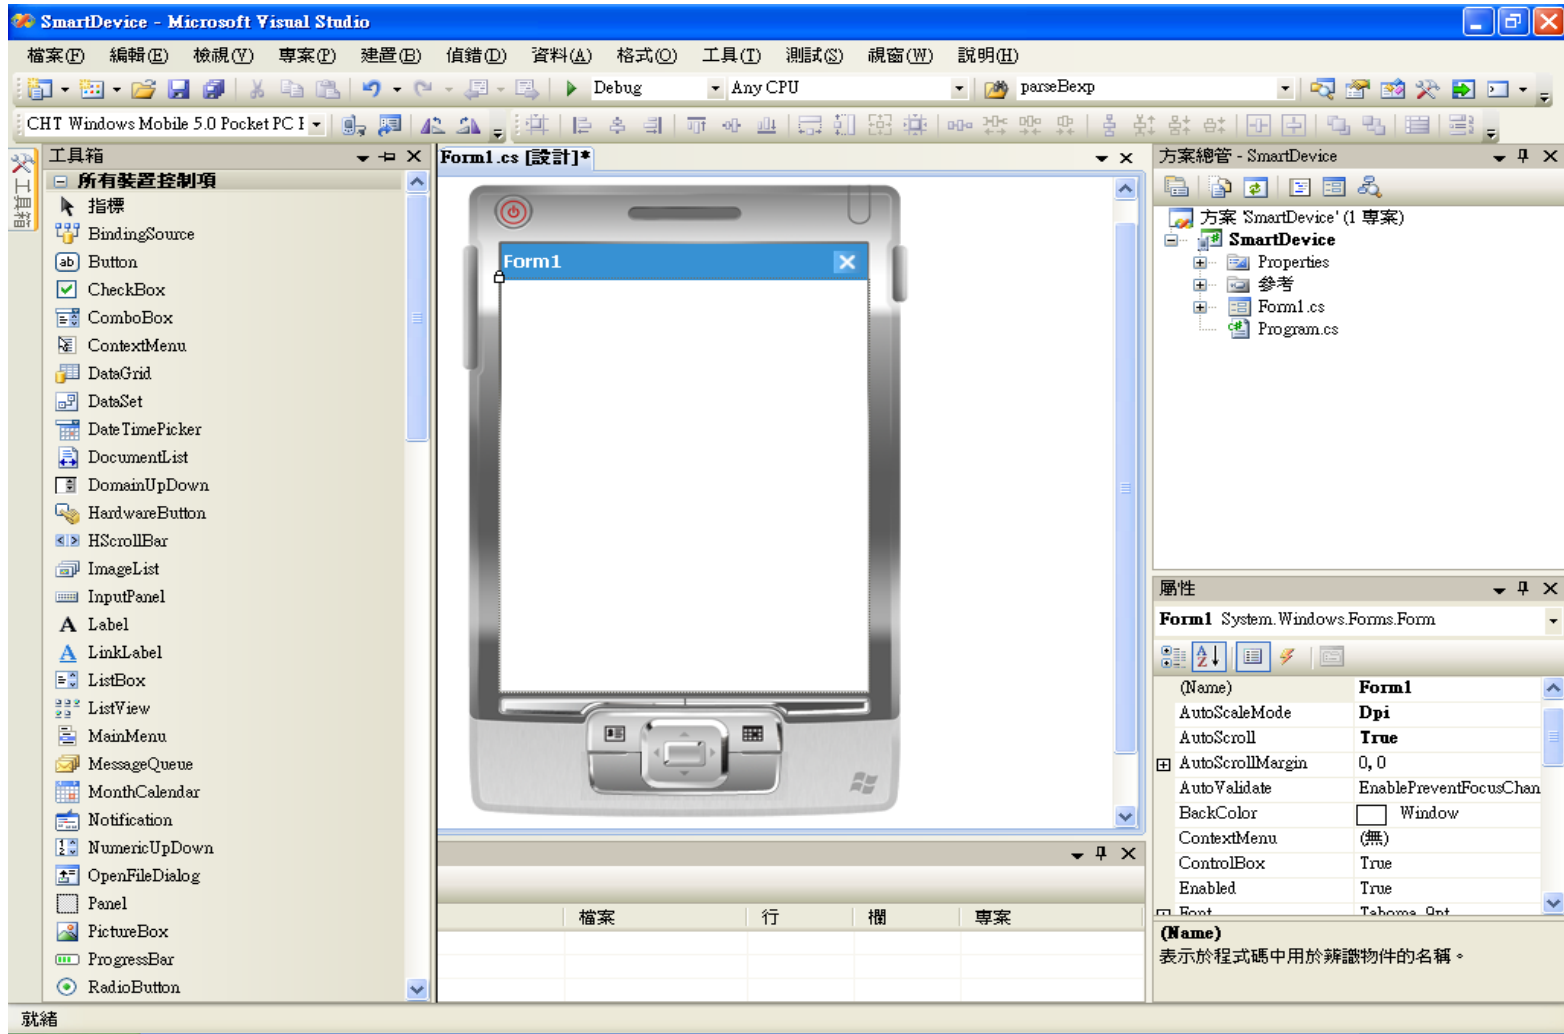 SmartDevice - Microsoft Visual Studio
檔案(F) 編輯(E) 檢視(V) 專案(P) 建置(B) 偵錯(D) 資料(A) 格式(O) 工具(T) 測試(S) 視窗(W) 說明(H)
Debug Any CPU parseBexp
CHT Windows Mobile 5.0 Pocket PC
工具箱
工具箱
所有裝置控制項
指標
BindingSource
Button
CheckBox
ComboBox
ContextMenu
DataGrid
DataSet
DateTimePicker
DocumentList
DomainUpDown
HardwareButton
HScrollBar
ImageList
InputPanel
Label
LinkLabel
ListBox
ListView
MainMenu
MessageQueue
MonthCalendar
Notification
NumericUpDown
OpenFileDialog
Panel
PictureBox
ProgressBar
RadioButton
Form1.cs [設計]*
Form1
檔案 行 欄 專案
方案總管 - SmartDevice
方案 'SmartDevice' (1 專案)
SmartDevice
Properties
參考
Form1.cs
Program.cs
屬性
Form1 System.Windows.Forms.Form
(Name) Form1
AutoScaleMode Dpi
AutoScroll True
AutoScrollMargin 0, 0
AutoValidate EnablePreventFocusChan
BackColor Window
ContextMenu (無)
ControlBox True
Enabled True
Font Tahoma, 9pt
(Name)
表示於程式碼中用於辨識物件的名稱。
就緒